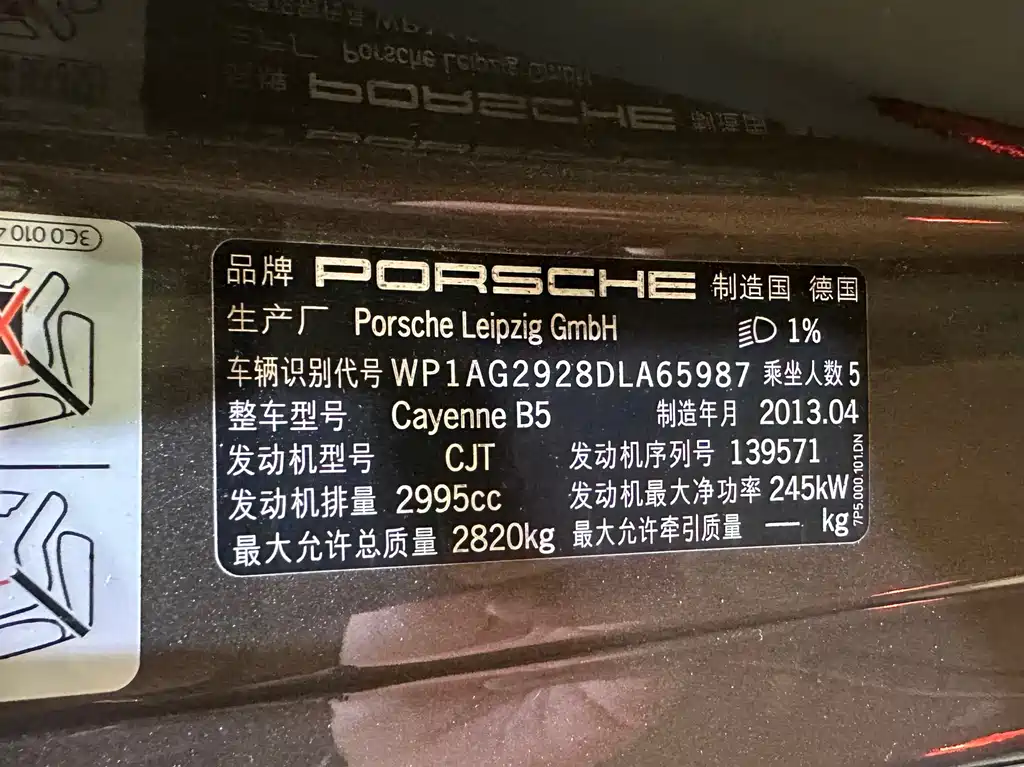 3C0 010 4
品牌 PORSCHE 制造国 德国
生产厂 Porsche Leipzig GmbH 1%
车辆识别代号 WP1AG2928DLA65987 乘坐人数 5
整车型号 Cayenne B5 制造年月 2013.04
发动机型号 CJT 发动机序列号 139571
发动机排量 2995cc 发动机最大净功率 245kW
最大允许总质量 2820kg 最大允许牵引质量 — kg
7P5.000.101.DN